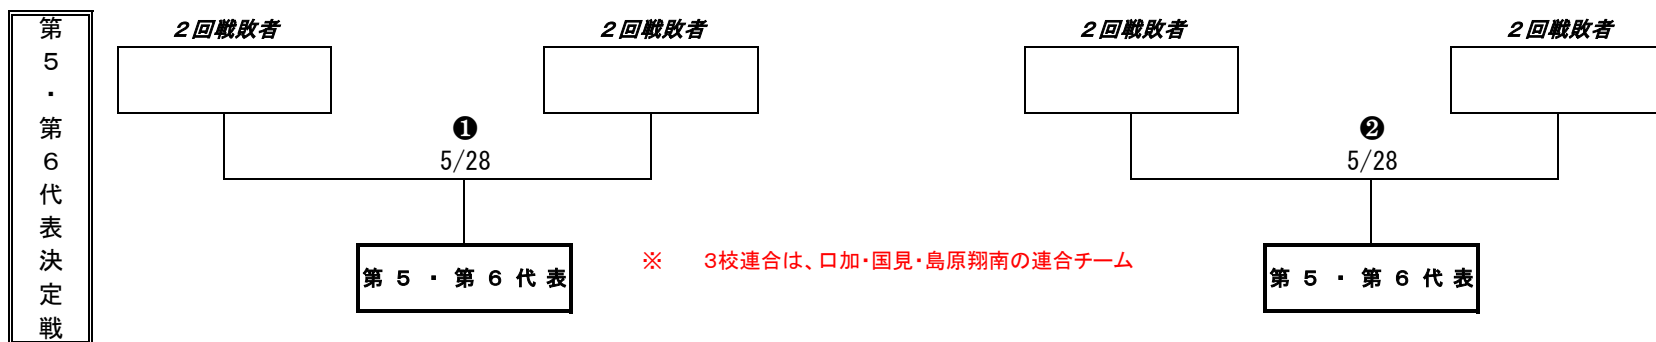 第5・第6代表決定戦
2回戦敗者
2回戦敗者
2回戦敗者
2回戦敗者
❶
5/28
❷
5/28
第5・第6代表
※ 3校連合は、口加・国見・島原翔南の連合チーム
第5・第6代表